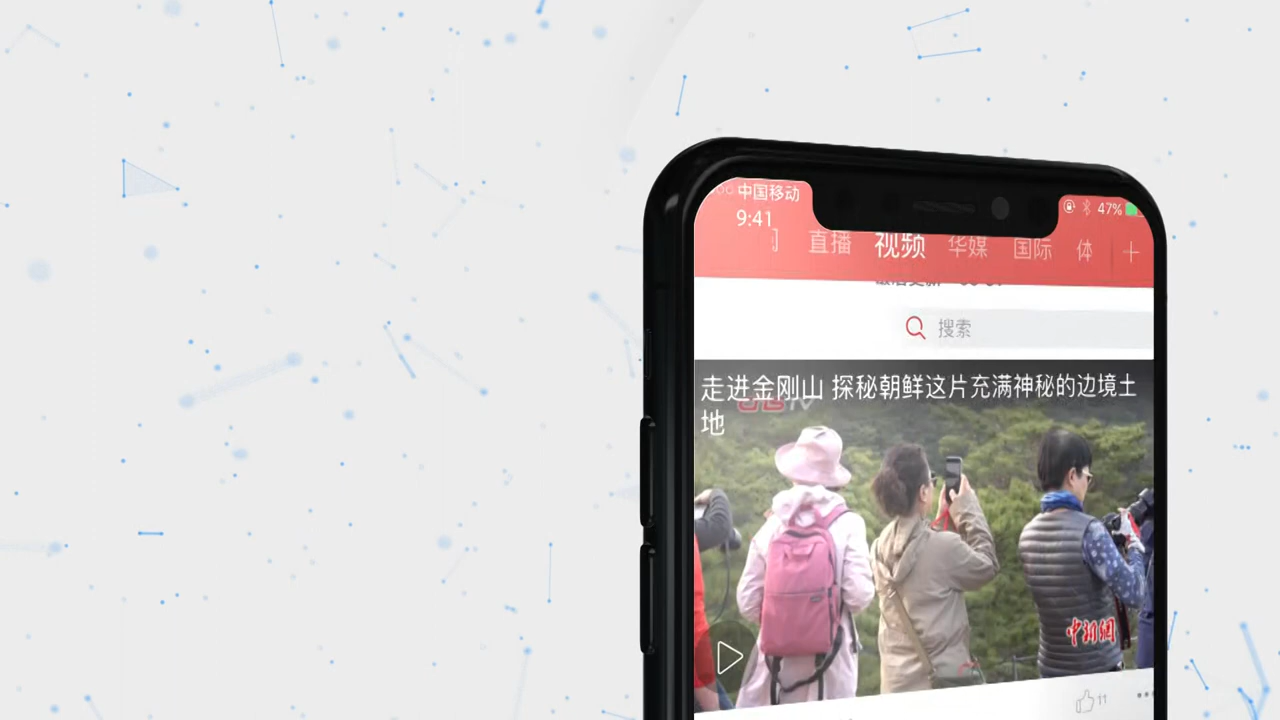 中国移动
9:41
47%
直播 视频 华媒 国际 体 +
搜索
走进金刚山 探秘朝鲜这片充满神秘的边境土
地
中新网
11